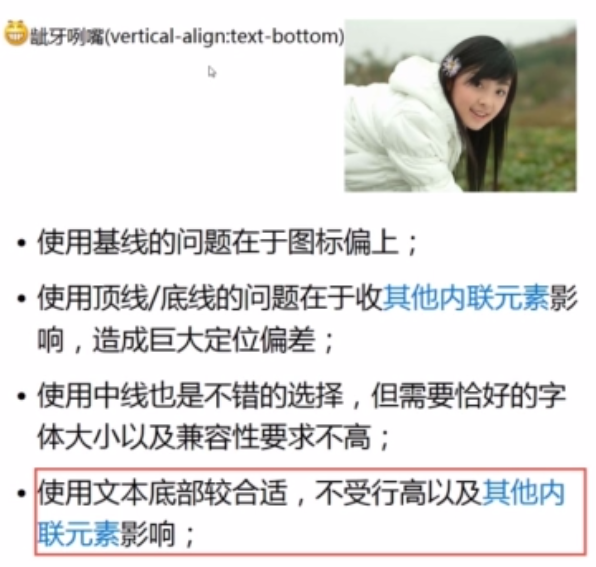 龇牙咧嘴(vertical-align:text-bottom)
• 使用基线的问题在于图标偏上；
• 使用顶线/底线的问题在于收其他内联元素影
响，造成巨大定位偏差；
• 使用中线也是不错的选择，但需要恰好的字
体大小以及兼容性要求不高；
• 使用文本底部较合适，不受行高以及其他内
联元素影响；